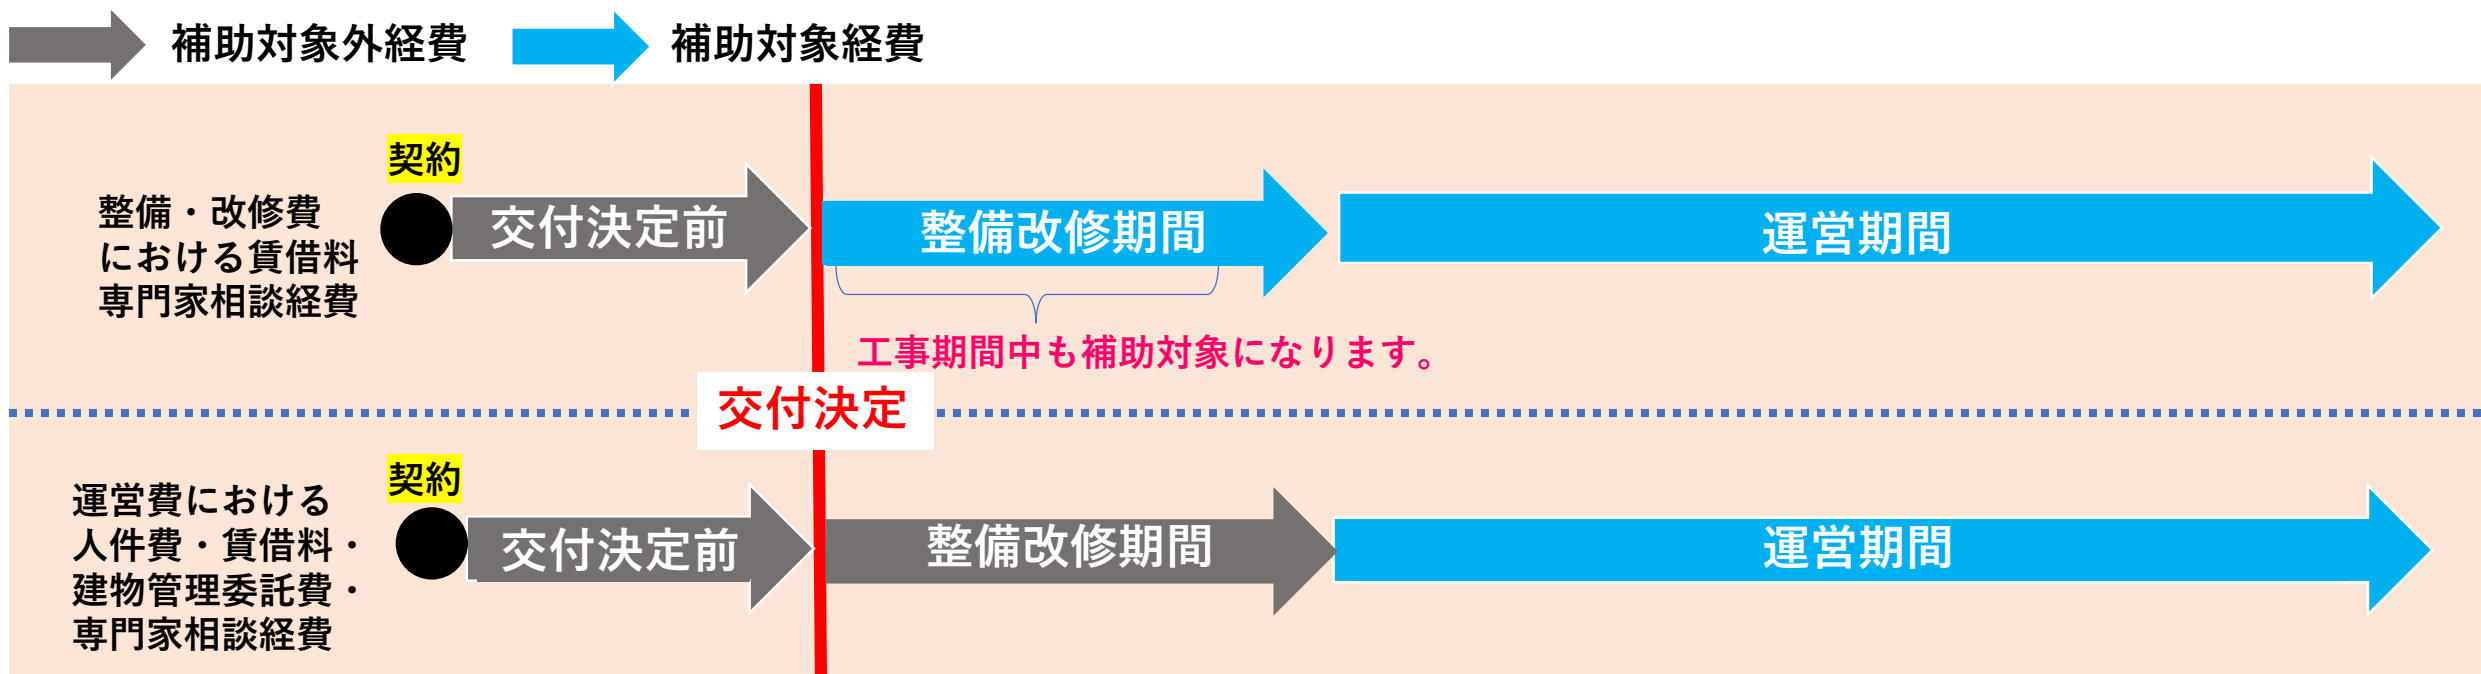 補助対象外経費
補助対象経費
契約
整備・改修費
における賃借料
専門家相談経費
交付決定前
整備改修期間
運営期間
工事期間中も補助対象になります。
交付決定
契約
運営費における
人件費・賃借料・
建物管理委託費・
専門家相談経費
交付決定前
整備改修期間
運営期間